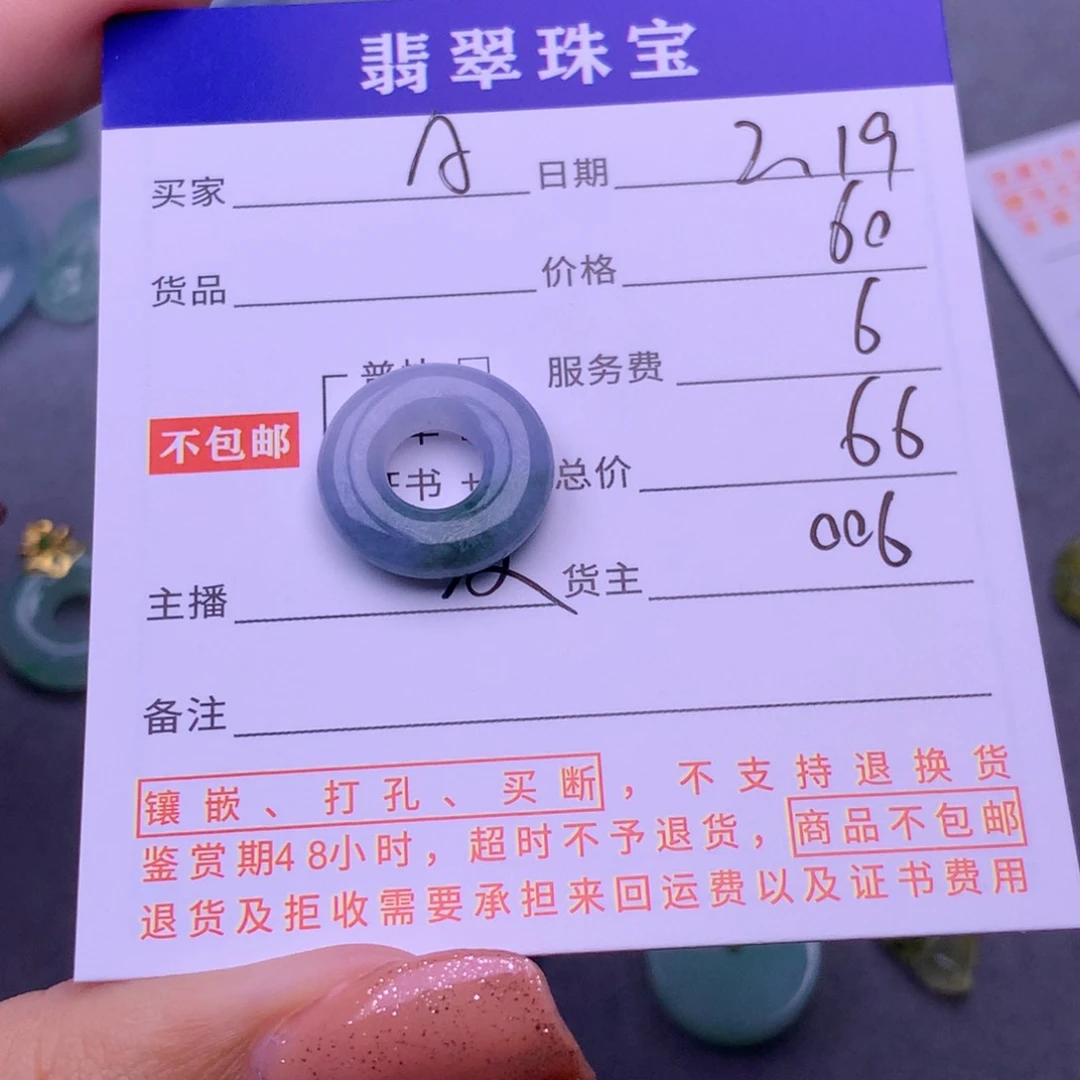 翡翠珠宝
买家 A 日期 2.19
货品 价格 60
服务费 6
不包邮
证书 + 总价 66
主播 货主 006
备注
镶嵌、打孔、买断，不支持退换货
鉴赏期48小时，超时不予退货，商品不包邮
退货及拒收需要承担来回运费以及证书费用